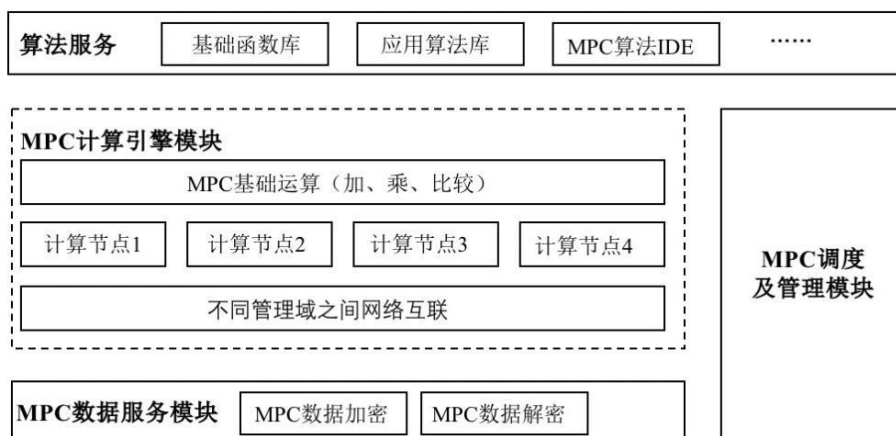 算法服务 基础函数库 应用算法库 MPC算法IDE ······
MPC计算引擎模块
MPC基础运算（加、乘、比较）
计算节点1 计算节点2 计算节点3 计算节点4
不同管理域之间网络互联
MPC调度
及管理模块
MPC数据服务模块 MPC数据加密 MPC数据解密